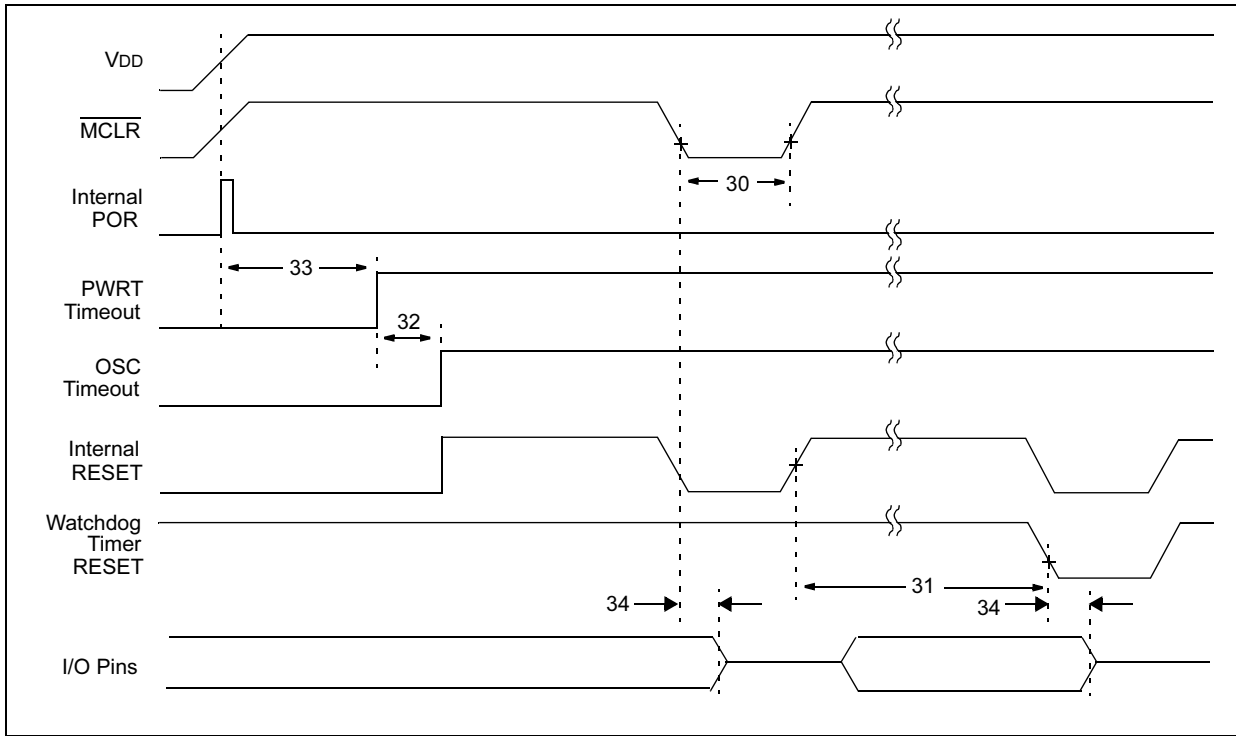 VDD
MCLR
30
Internal
POR
33
PWRT
Timeout
32
OSC
Timeout
Internal
RESET
Watchdog
Timer
RESET
31
34
34
I/O Pins